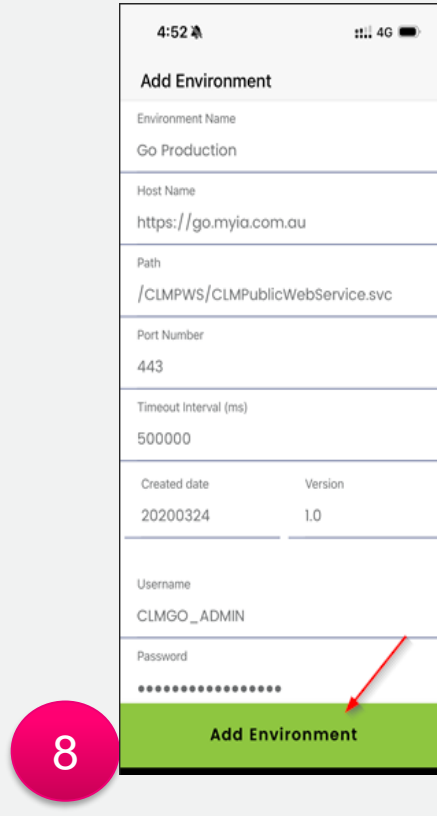 4:52
4G
Add Environment
Environment Name
Go Production
Host Name
https://go.myia.com.au
Path
/CLMPWS/CLMPublicWebService.svc
Port Number
443
Timeout Interval (ms)
500000
Created date Version
20200324 1.0
Username
CLMGO_ADMIN
Password
•••••••••••••••••
Add Environment
8